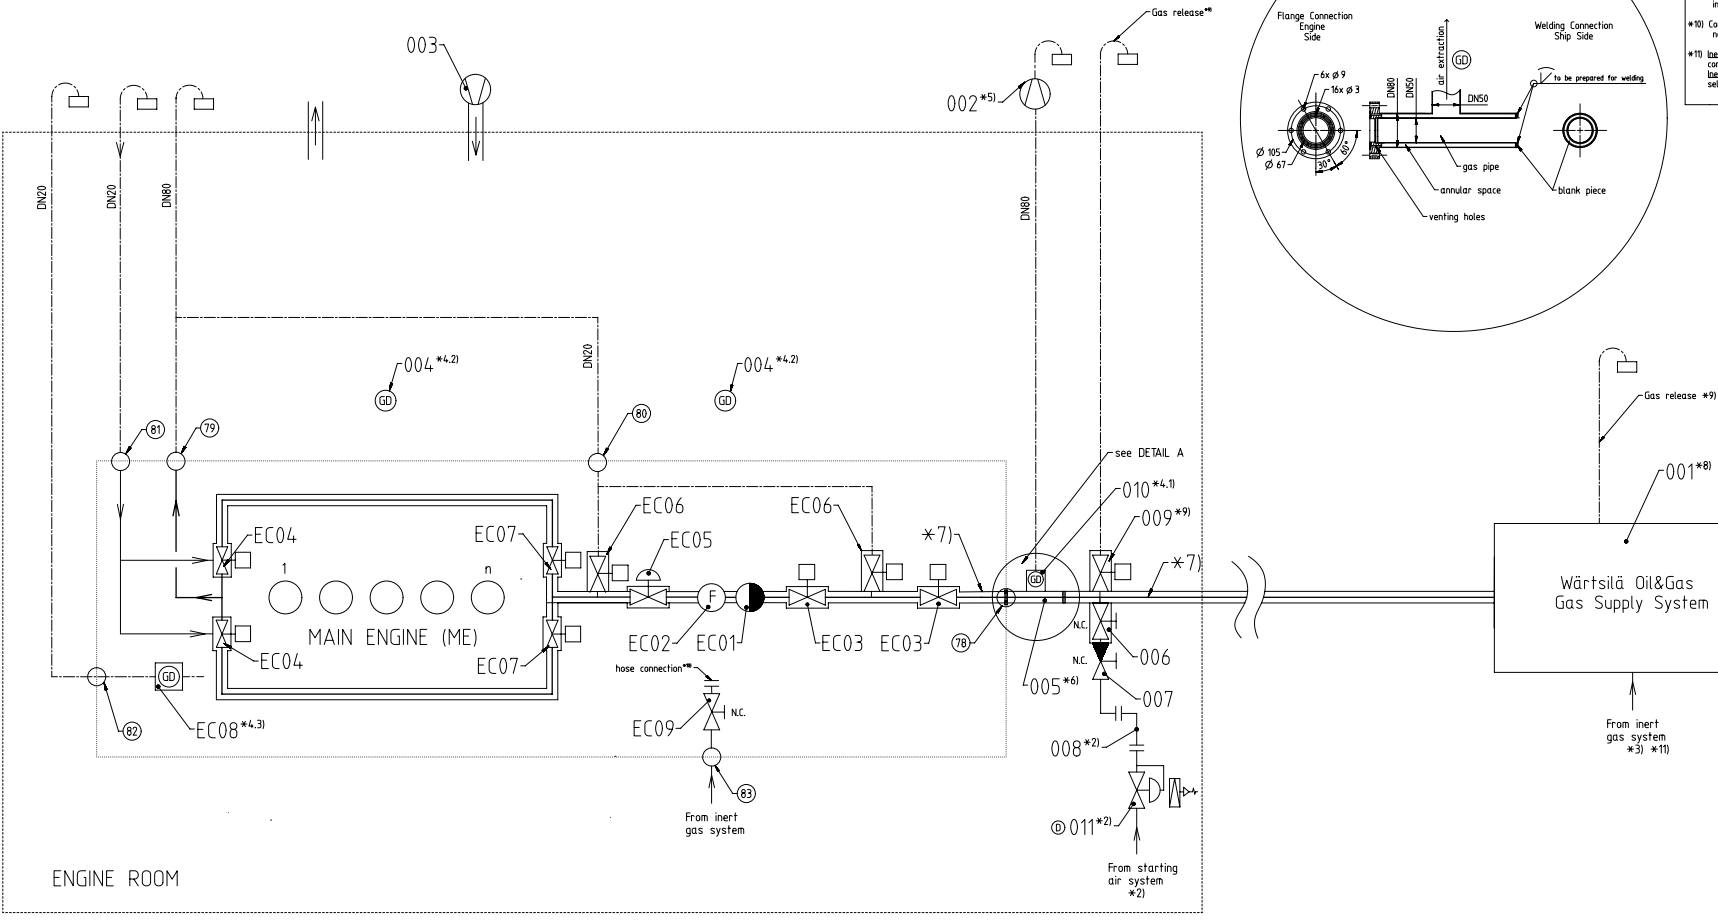 Gas release
Flange Connection
Engine
Side
Welding Connection
Ship Side
air extraction
GD
to be prepared for welding
6x Ø 9
16x Ø 3
DN80
DN50
DN50
Ø 105
Ø 67
30°
60°
gas pipe
annular space
blank piece
venting holes
*10)
*11)
003
002 *5)
DN20
DN20
DN80
DN80
DN20
004 *4.2)
GD
004 *4.2)
GD
81
79
80
Gas release *9)
see DETAIL A
010 *4.1)
009 *9)
001 *8)
EC04
EC07
EC06
EC05
EC06
*7)
GD
*7)
1
n
F
Wärtsilä Oil&Gas
Gas Supply System
MAIN ENGINE (ME)
EC04
EC07
EC02
EC01
EC03
EC03
78
N.C.
006
N.C.
007
005 *6)
hose connection
GD
82
EC08 *4.3)
EC09
N.C.
008 *2)
From inert
gas system
*3) *11)
83
From inert
gas system
D 011 *2)
From starting
air system
*2)
ENGINE ROOM